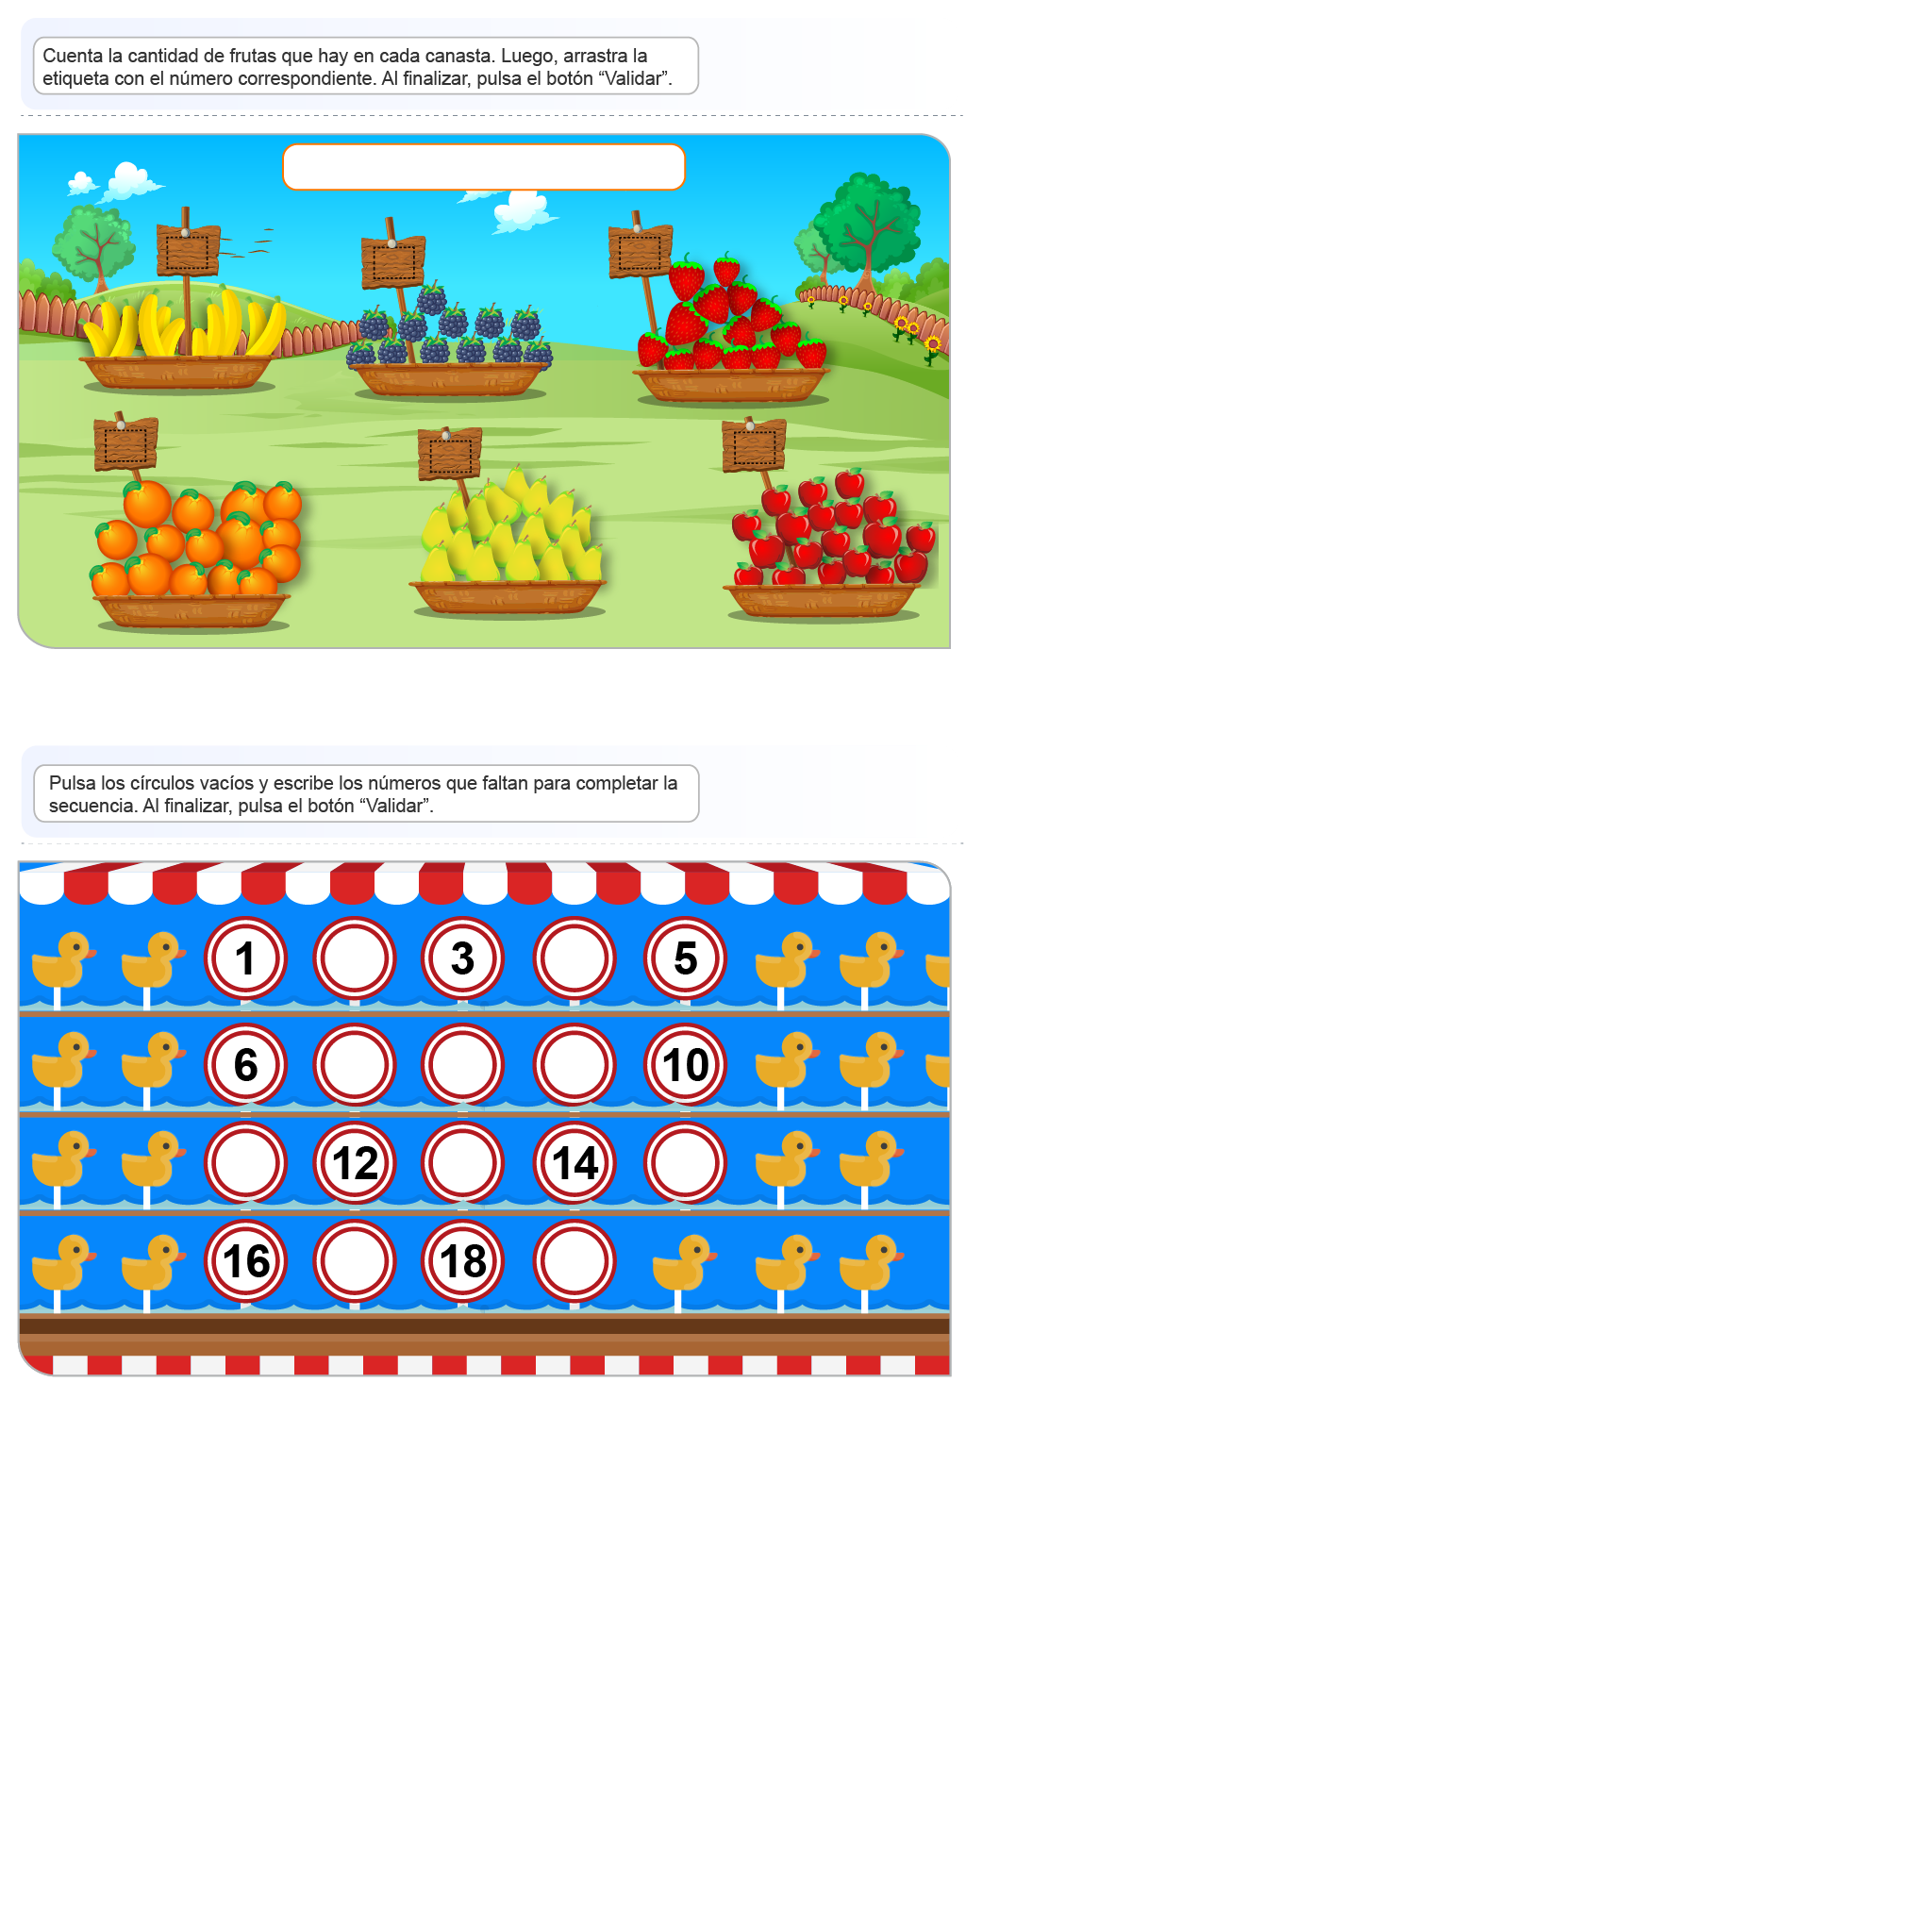 Cuenta la cantidad de frutas que hay en cada canasta. Luego, arrastra la
etiqueta con el número correspondiente. Al finalizar, pulsa el botón “Validar”.
Pulsa los círculos vacíos y escribe los números que faltan para completar la
secuencia. Al finalizar, pulsa el botón “Validar”.
1 3 5
6 10
12 14
16 18